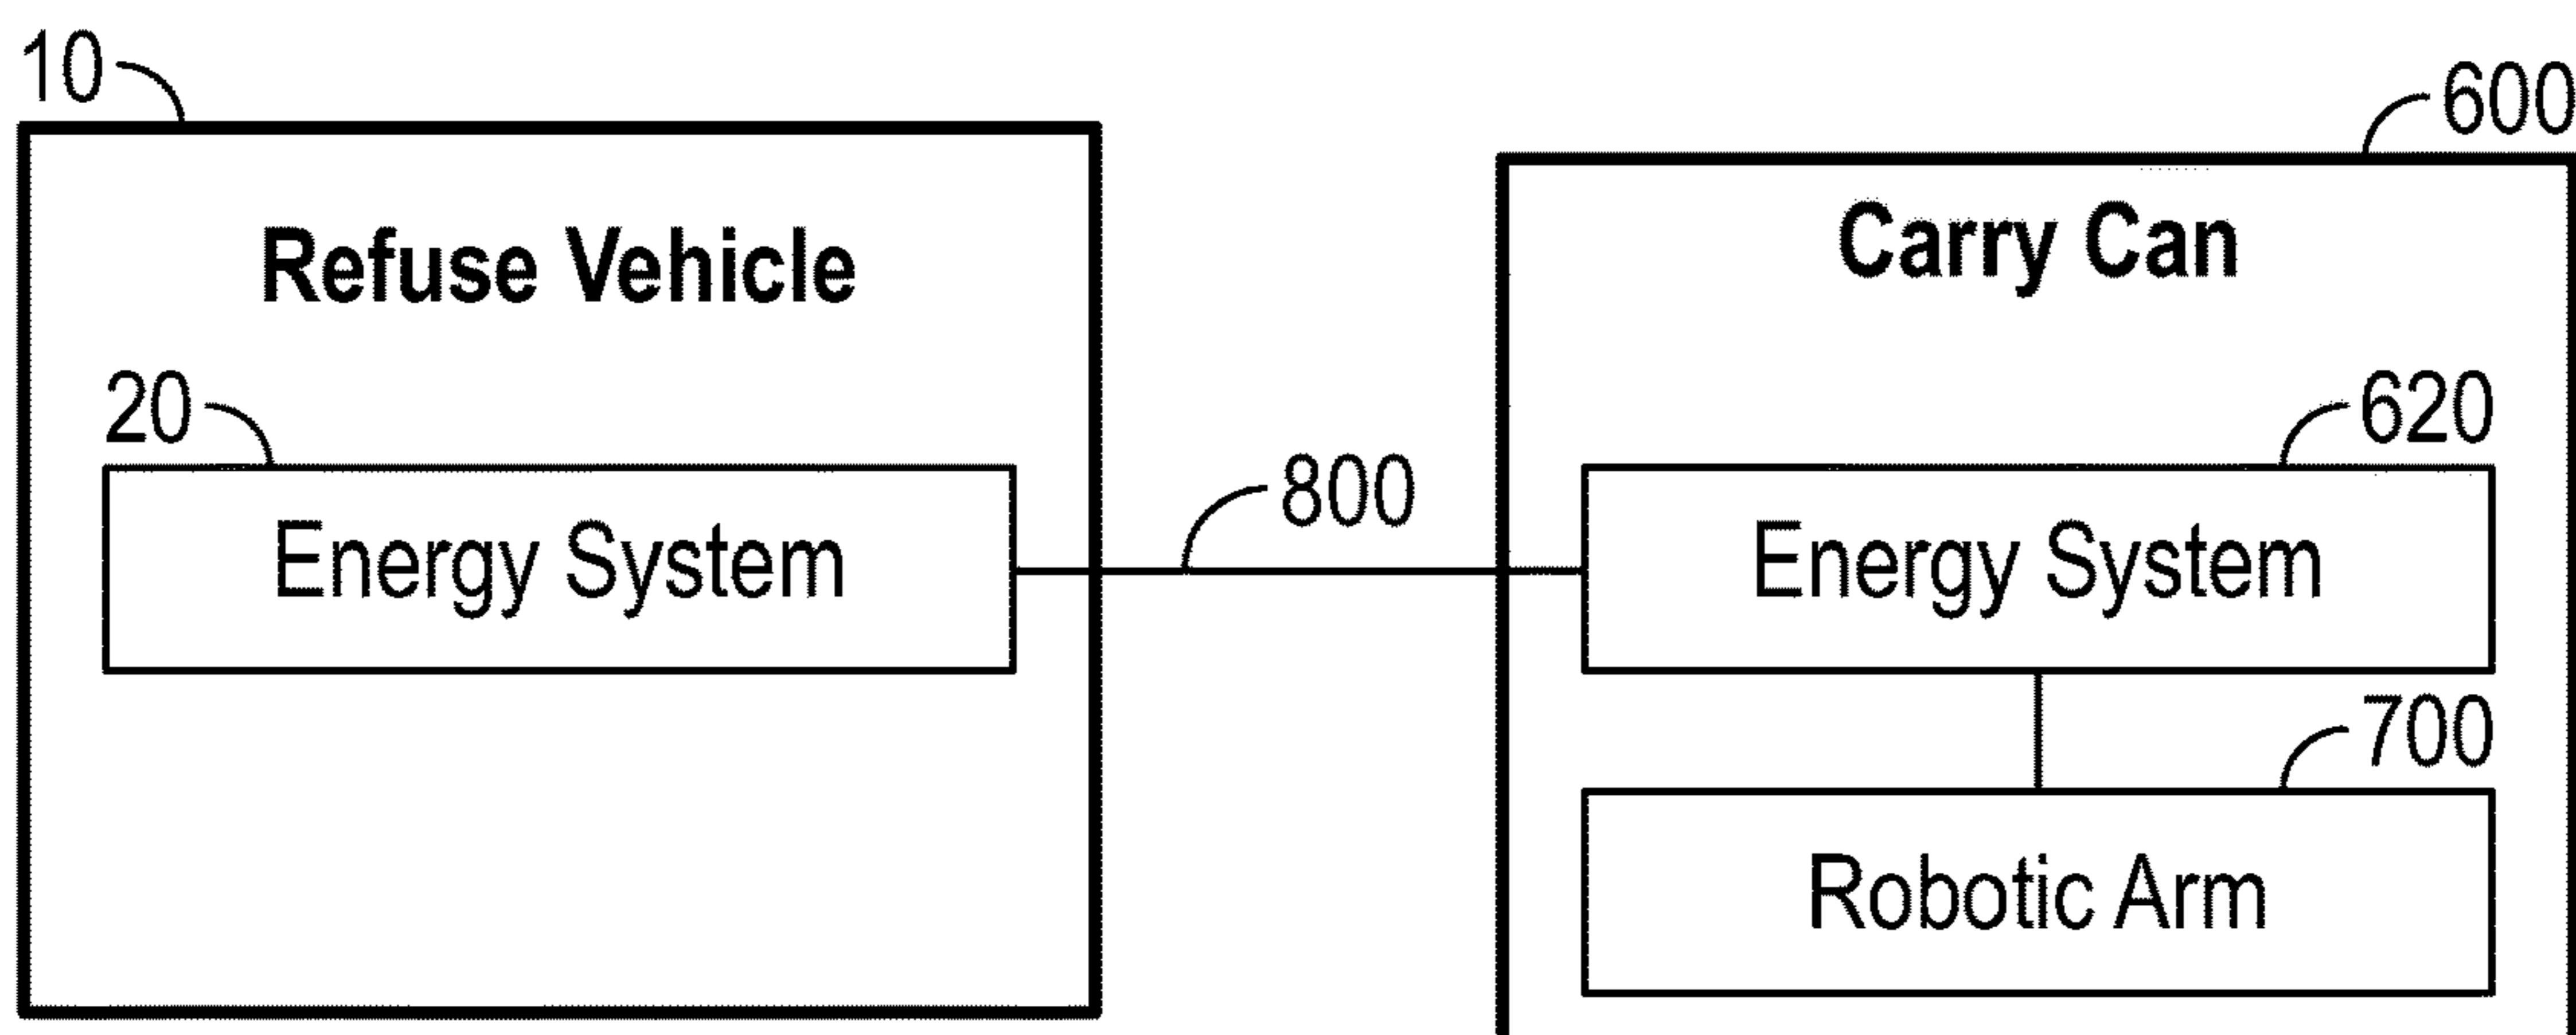 10
600
Refuse Vehicle
Carry Can
20
620
800
Energy System
Energy System
700
Robotic Arm